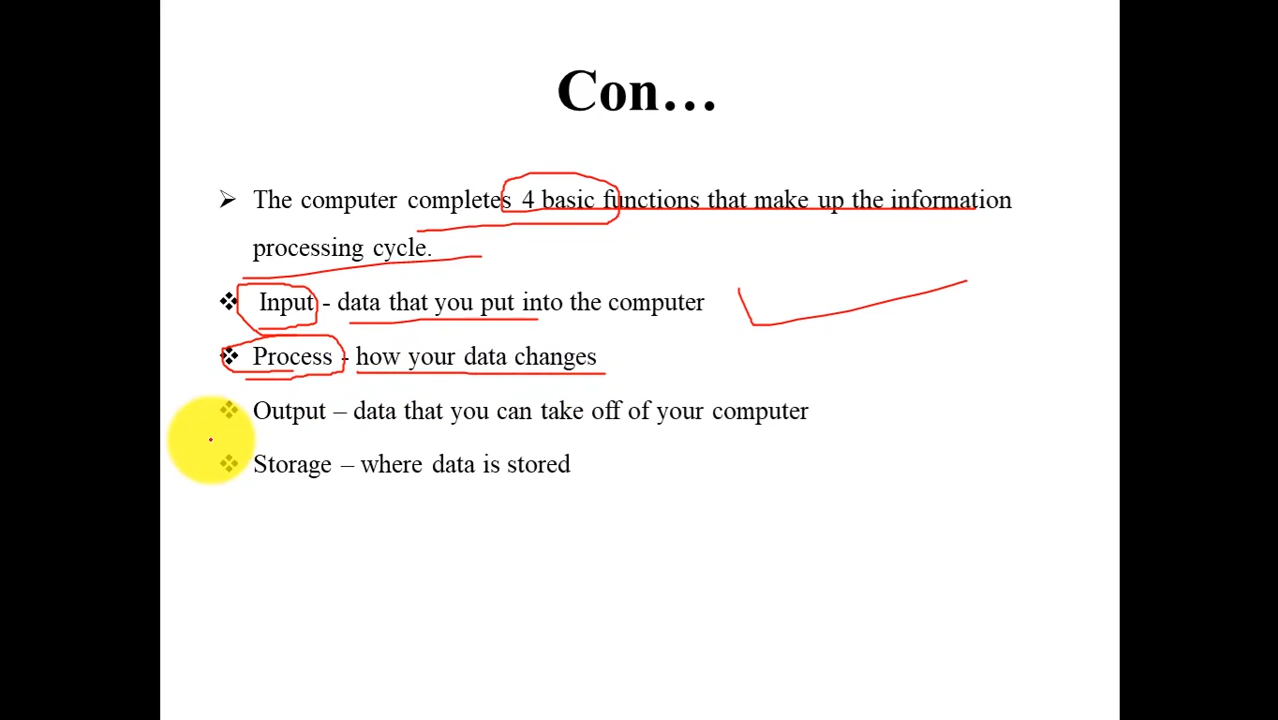 Con…
➢ The computer completes 4 basic functions that make up the information
processing cycle.
❖ Input - data that you put into the computer
❖ Process - how your data changes
❖ Output – data that you can take off of your computer
❖ Storage – where data is stored